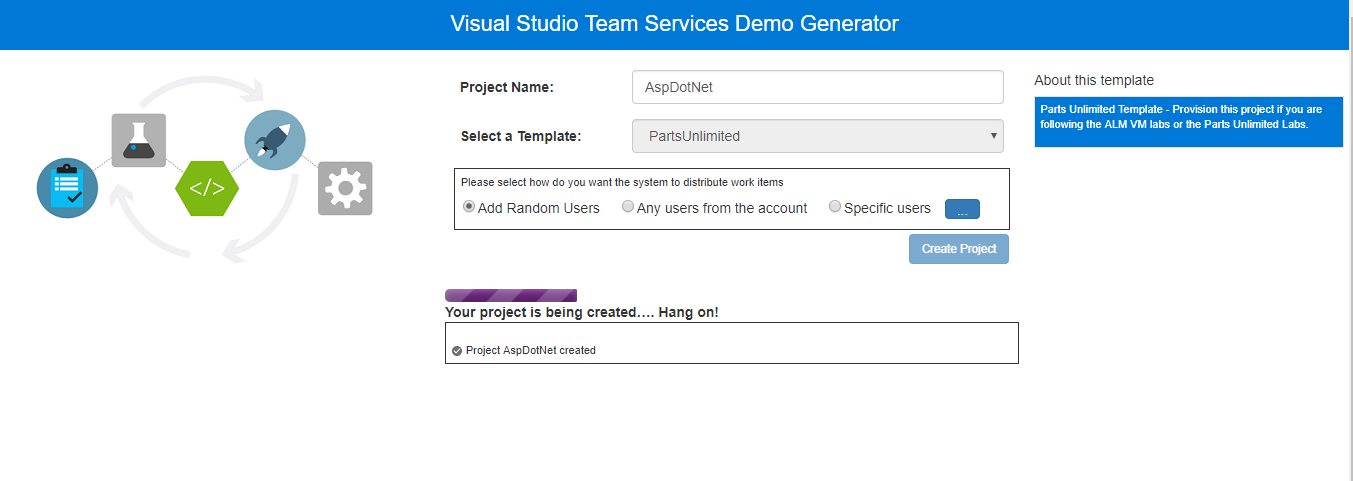 Visual Studio Team Services Demo Generator
Project Name:
AspDotNet
About this template
Parts Unlimited Template - Provision this project if you are
following the ALM VM labs or the Parts Unlimited Labs.
Select a Template:
PartsUnlimited
</>
Please select how do you want the system to distribute work items
Add Random Users
Any users from the account
Specific users
...
Create Project
Your project is being created…. Hang on!
Project AspDotNet created